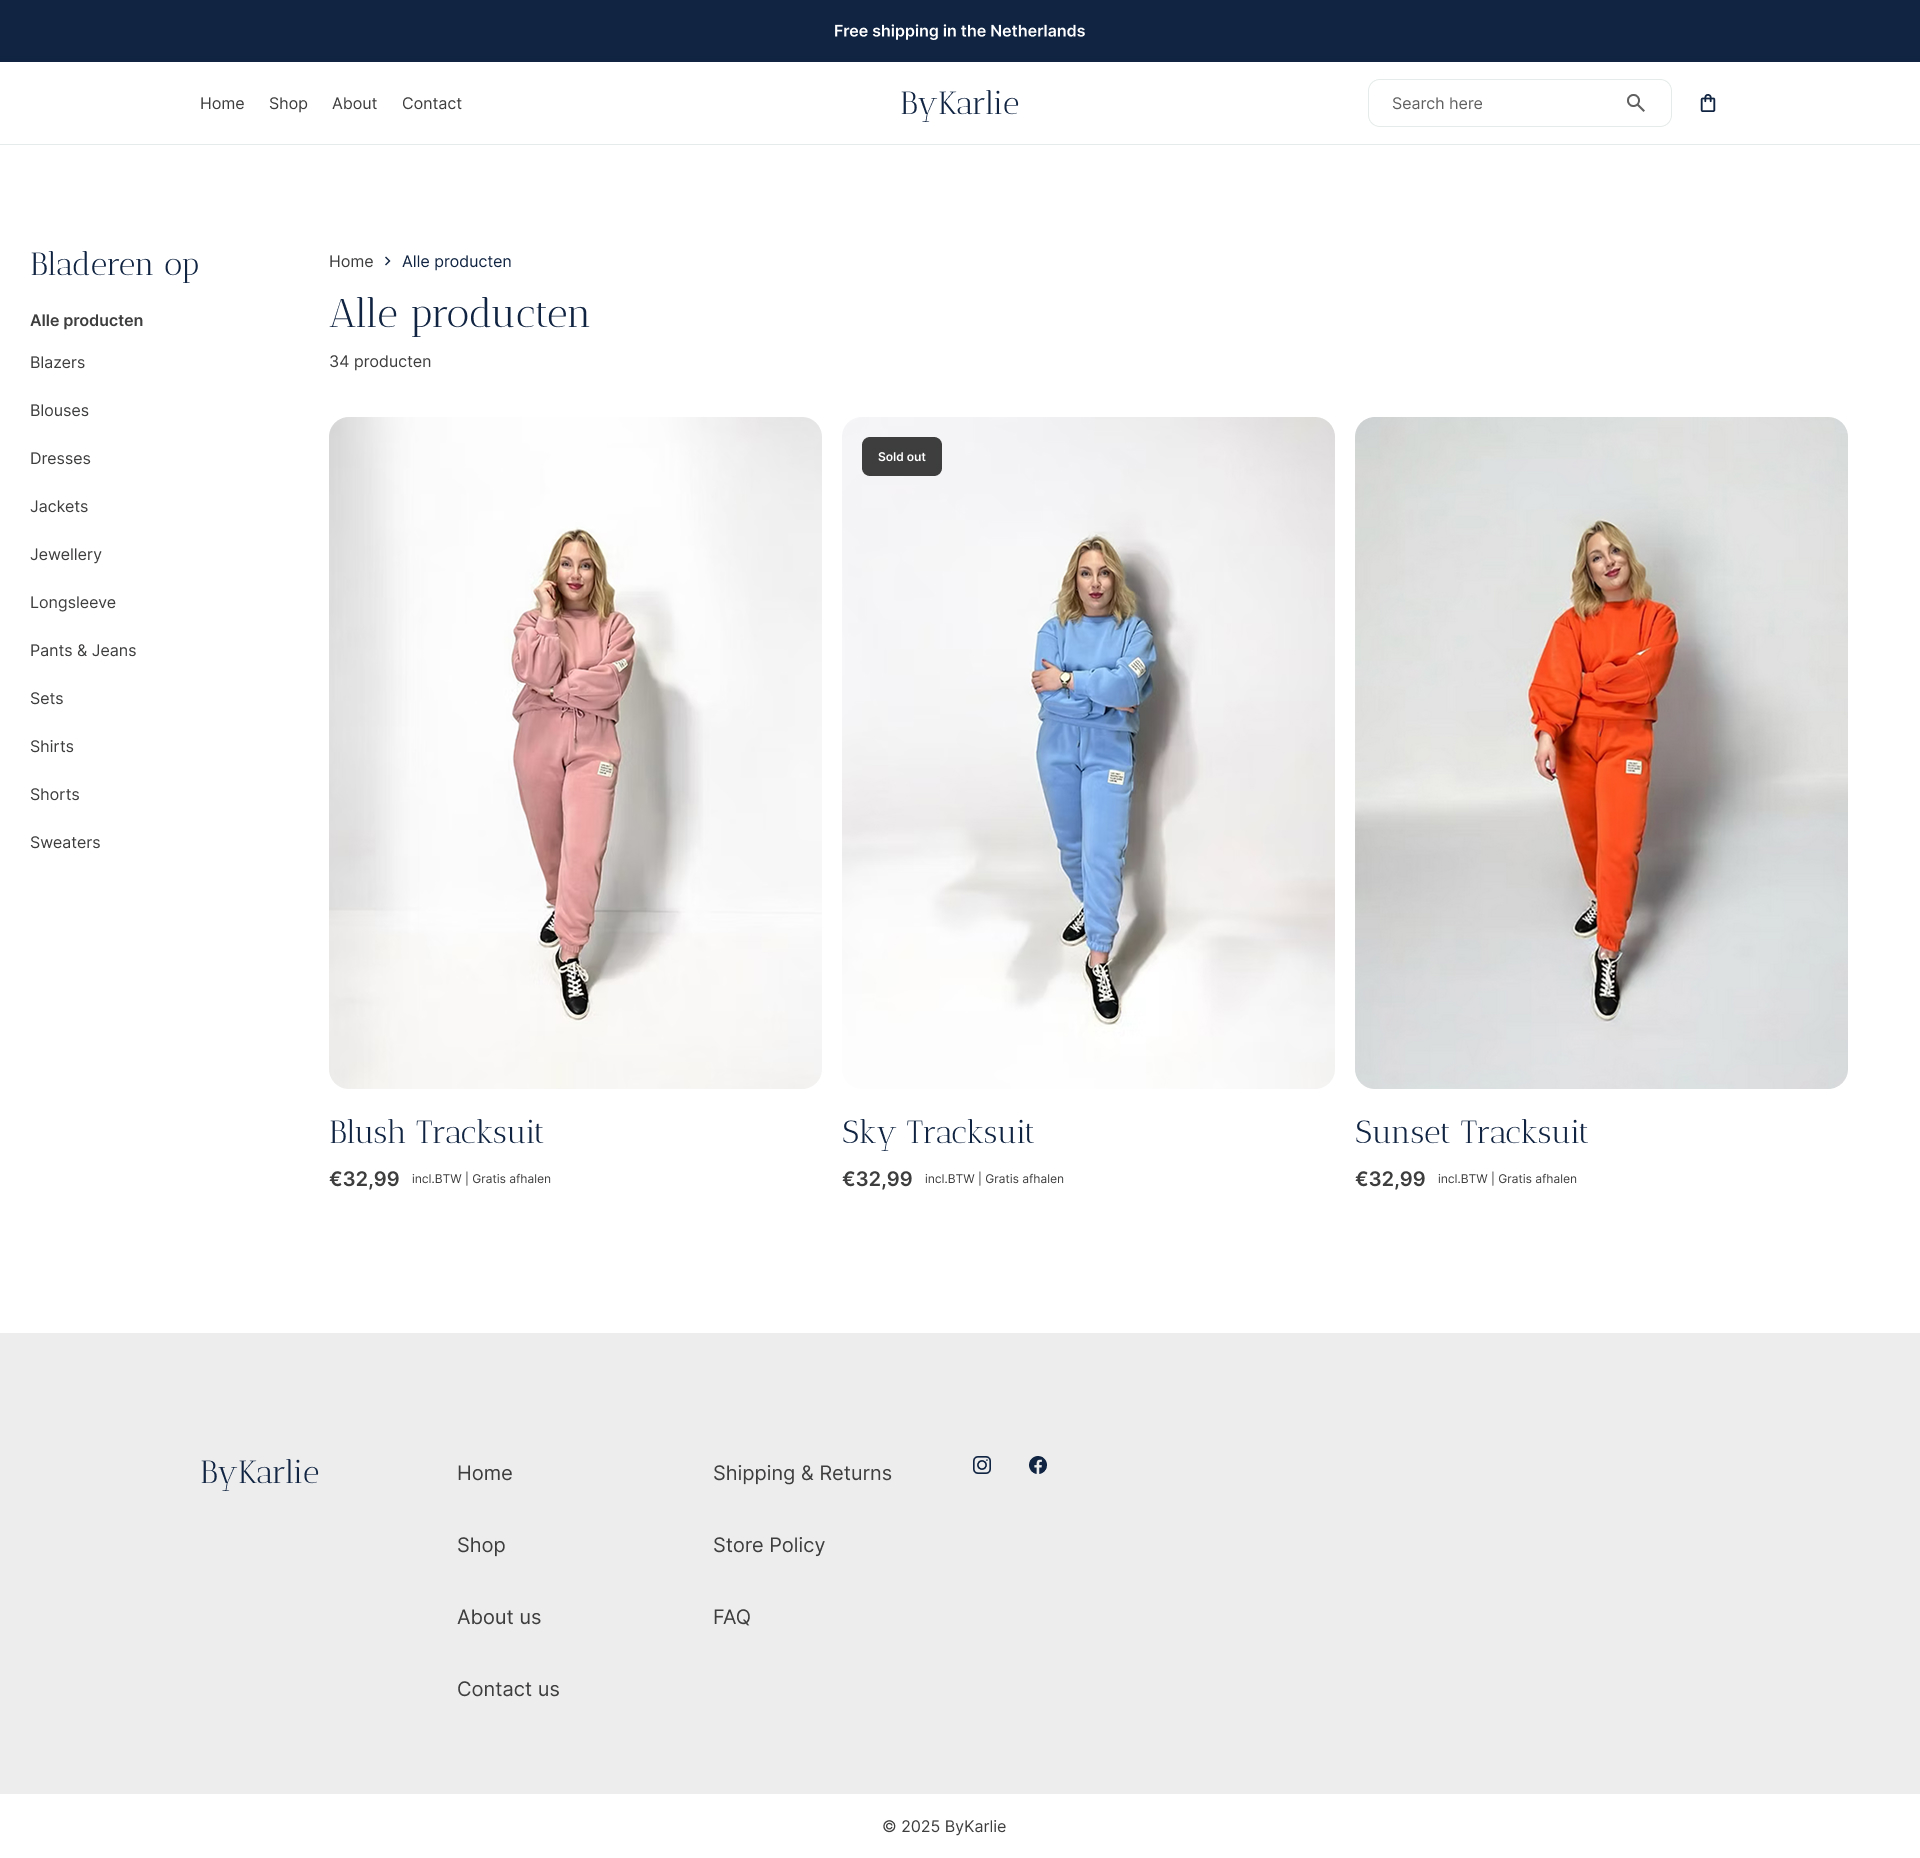 Free shipping in the Netherlands
Home Shop About Contact
ByKarlie
Search here
Bladeren op
Alle producten
Blazers
Blouses
Dresses
Jackets
Jewellery
Longsleeve
Pants & Jeans
Sets
Shirts
Shorts
Sweaters
Home > Alle producten
Alle producten
34 producten
Sold out
Blush Tracksuit
€32,99 incl.BTW | Gratis afhalen
Sky Tracksuit
€32,99 incl.BTW | Gratis afhalen
Sunset Tracksuit
€32,99 incl.BTW | Gratis afhalen
ByKarlie
Home
Shop
About us
Contact us
Shipping & Returns
Store Policy
FAQ
© 2025 ByKarlie